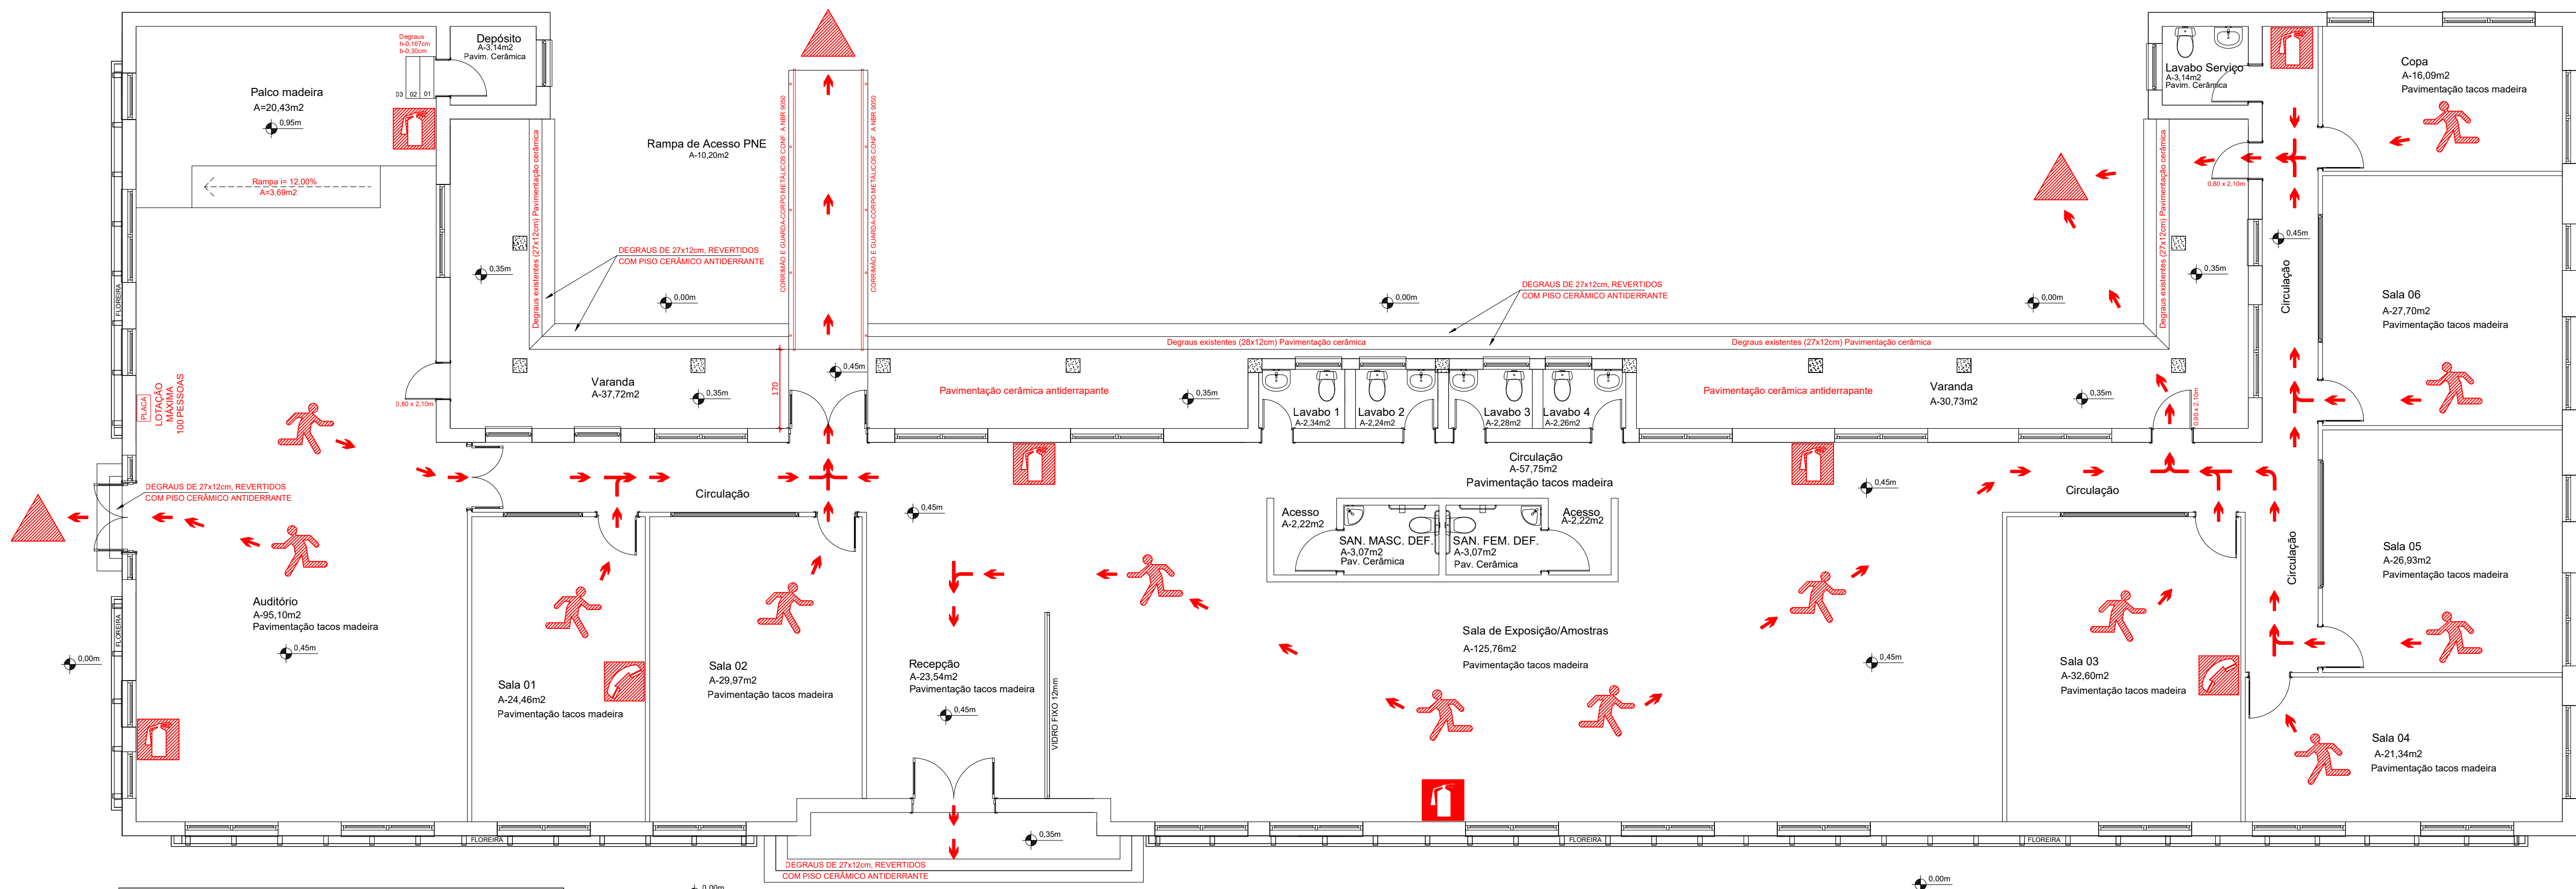 Degraus
h-0,167cm
b-0.30cm
Depósito
A-3,14m2
Pavim. Cerâmica
03 02 01
Palco madeira
A=20,43m2
0,95m
Rampa i= 12,00%
A=3,69m2
Rampa de Acesso PNE
A-10,20m2
CORRIMÃO E GUARDA-CORPO METÁLICOS CONF. A NBR 9050
CORRIMÃO E GUARDA-CORPO METÁLICOS CONF. A NBR 9050
Degraus existentes (27x12cm) Pavimentação cerâmica
DEGRAUS DE 27x12cm, REVERTIDOS
COM PISO CERÂMICO ANTIDERRANTE
0,35m
0,00m
0,00m
0,00m
DEGRAUS DE 27x12cm, REVERTIDOS
COM PISO CERÂMICO ANTIDERRANTE
Degraus existentes (28x12cm) Pavimentação cerâmica
Degraus existentes (27x12cm) Pavimentação cerâmica
Degraus existentes (27x12cm) Pavimentação cerâmica
Lavabo Serviço
A-3,14m2
Pavim. Cerâmica
0,80 x 2,10m
0,35m
0,45m
Circulação
Copa
A-16,09m2
Pavimentação tacos madeira
Sala 06
A-27,70m2
Pavimentação tacos madeira
FLOREIRA
PLACA
LOTAÇÃO
MÁXIMA
100 PESSOAS
0,80 x 2,10m
Varanda
A-37,72m2
0,35m
170
0,45m
Pavimentação cerâmica antiderrapante
0,35m
Lavabo 1
A-2,34m2
Lavabo 2
A-2,24m2
Lavabo 3
A-2,28m2
Lavabo 4
A-2,26m2
Pavimentação cerâmica antiderrapante
Varanda
A-30,73m2
0,35m
0,90 x 2,10m
DEGRAUS DE 27x12cm, REVERTIDOS
COM PISO CERÂMICO ANTIDERRANTE
Circulação
0,45m
Circulação
A-57,75m2
Pavimentação tacos madeira
0,45m
Circulação
Circulação
Acesso
A-2,22m2
SAN. MASC. DEF.
A-3,07m2
Pav. Cerâmica
SAN. FEM. DEF.
A-3,07m2
Pav. Cerâmica
Acesso
A-2,22m2
Sala 05
A-26,93m2
Pavimentação tacos madeira
Auditório
A-95,10m2
Pavimentação tacos madeira
0,45m
FLOREIRA
0,00m
Sala 01
A-24,46m2
Pavimentação tacos madeira
Sala 02
A-29,97m2
Pavimentação tacos madeira
Recepção
A-23,54m2
Pavimentação tacos madeira
0,45m
VIDRO FIXO 12mm
Sala de Exposição/Amostras
A-125,76m2
Pavimentação tacos madeira
0,45m
Sala 03
A-32,60m2
Pavimentação tacos madeira
Sala 04
A-21,34m2
Pavimentação tacos madeira
FLOREIRA
0,35m
FLOREIRA
FLOREIRA
DEGRAUS DE 27x12cm, REVERTIDOS
COM PISO CERÂMICO ANTIDERRANTE
0,00m
0,00m